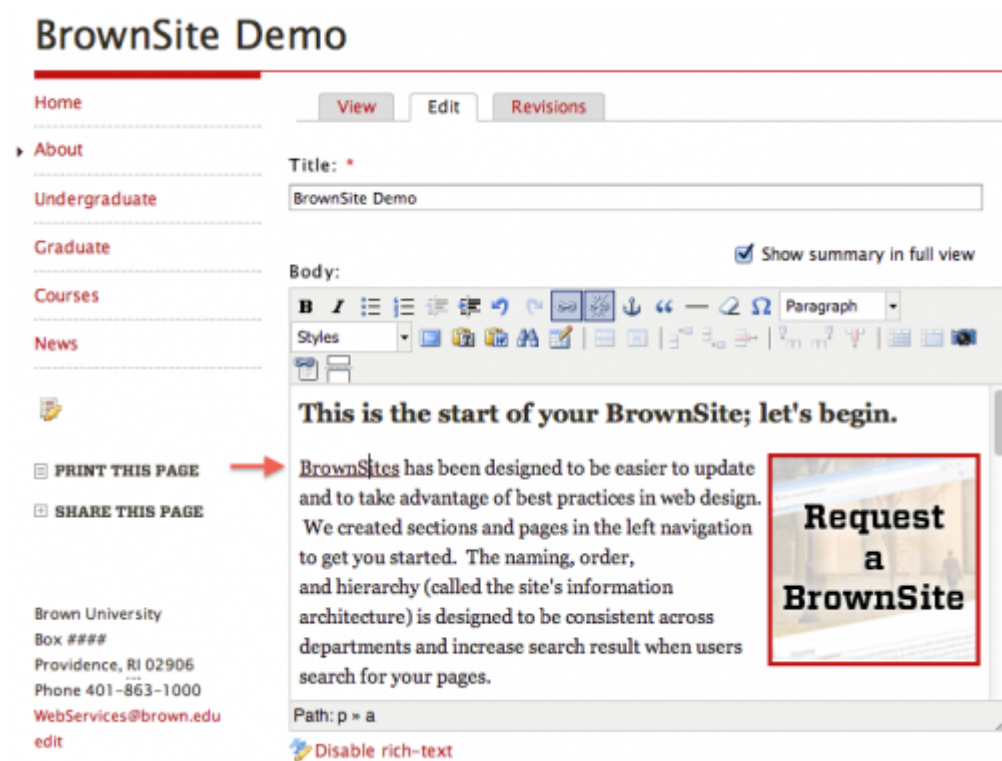 BrownSite Demo
Home
About
Undergraduate
Graduate
Courses
News
PRINT THIS PAGE
SHARE THIS PAGE
Brown University
Box ####
Providence, RI 02906
Phone 401-863-1000
WebServices@brown.edu
edit
View Edit Revisions
Title: *
BrownSite Demo
Show summary in full view
Body:
B I Paragraph
Styles
This is the start of your BrownSite; let's begin.
BrownSites has been designed to be easier to update
and to take advantage of best practices in web design.
We created sections and pages in the left navigation
to get you started. The naming, order,
and hierarchy (called the site's information
architecture) is designed to be consistent across
departments and increase search result when users
search for your pages.
Request
a
BrownSite
Path: p » a
Disable rich-text